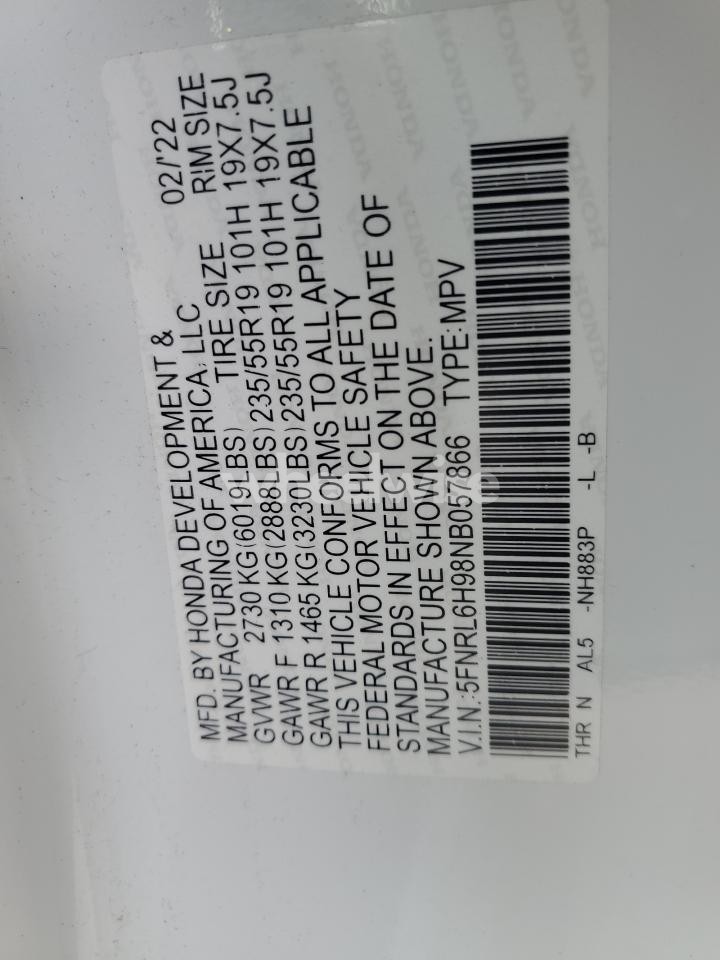 MFD. BY HONDA DEVELOPMENT &
MANUFACTURING OF AMERICA, LLC 02/'22
GVWR 2730 KG(6019LBS) TIRE SIZE RIM SIZE
GAWR F 1310 KG(2888LBS) 235/55R19 101H 19X7.5J
GAWR R 1465 KG(3230LBS) 235/55R19 101H 19X7.5J
THIS VEHICLE CONFORMS TO ALL APPLICABLE
FEDERAL MOTOR VEHICLE SAFETY
STANDARDS IN EFFECT ON THE DATE OF
MANUFACTURE SHOWN ABOVE.
V.I.N.:5FNRL6H98NB057866 TYPE:MPV
THR N AL5 -NH883P -L -B
HONDA